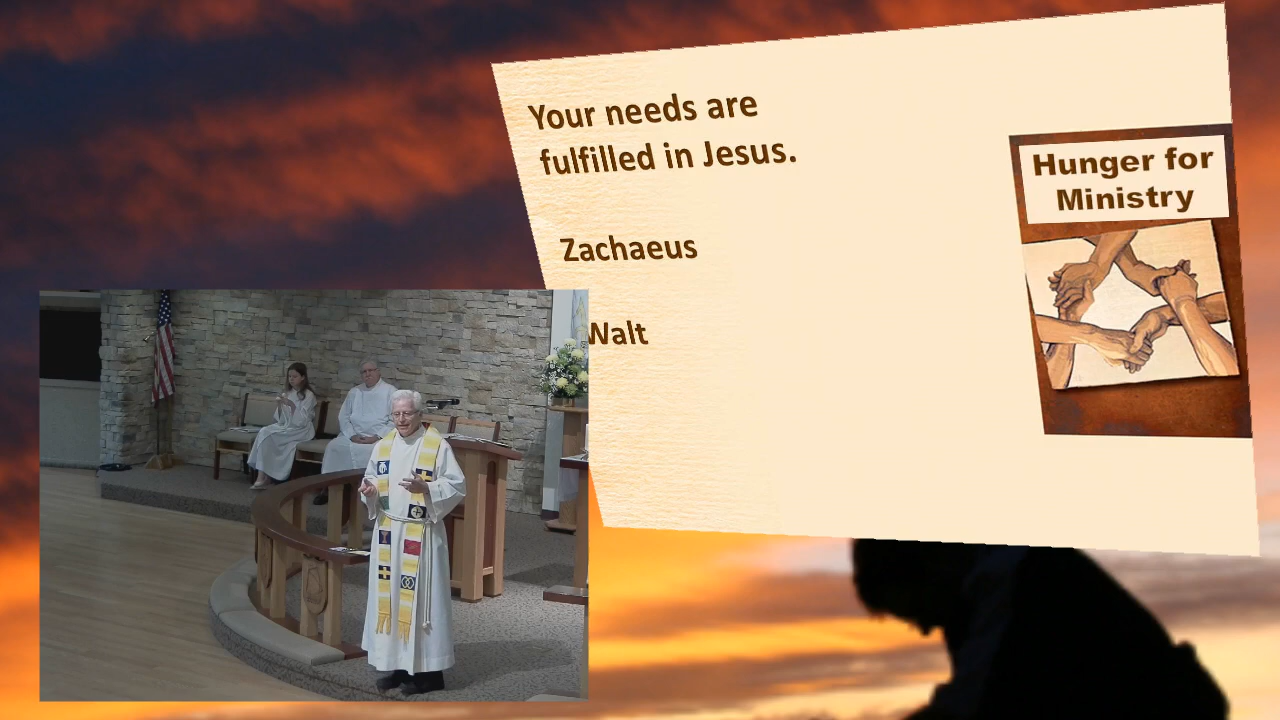 Your needs are
fulfilled in Jesus.
Zachaeus
Walt
Hunger for
Ministry